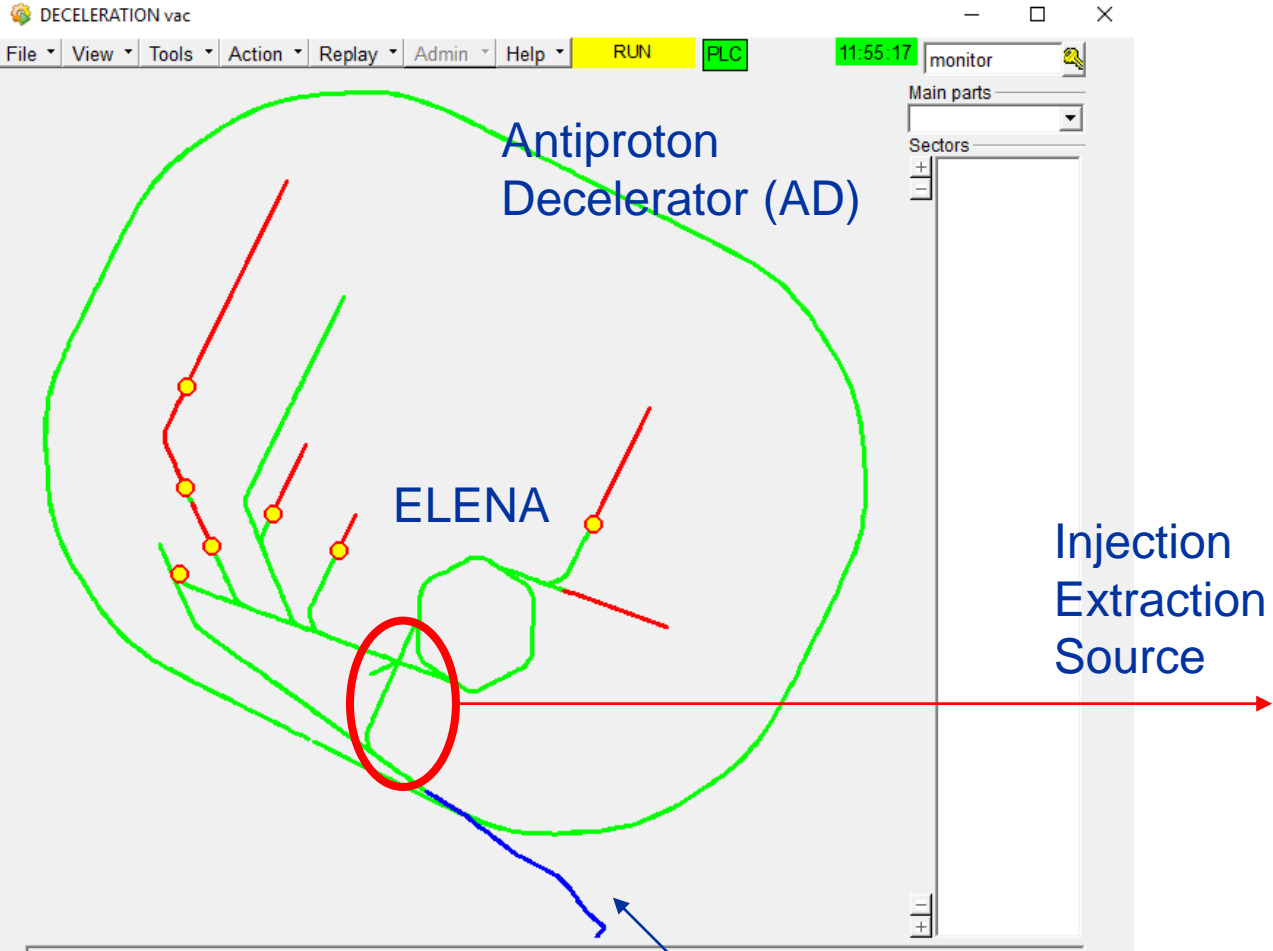 DECELERATION vac
File View Tools Action Replay Admin Help RUN PLC 11:55:17 monitor
Main parts
Sectors
+
−
Antiproton
Decelerator (AD)
ELENA
Injection
Extraction
Source
−
+